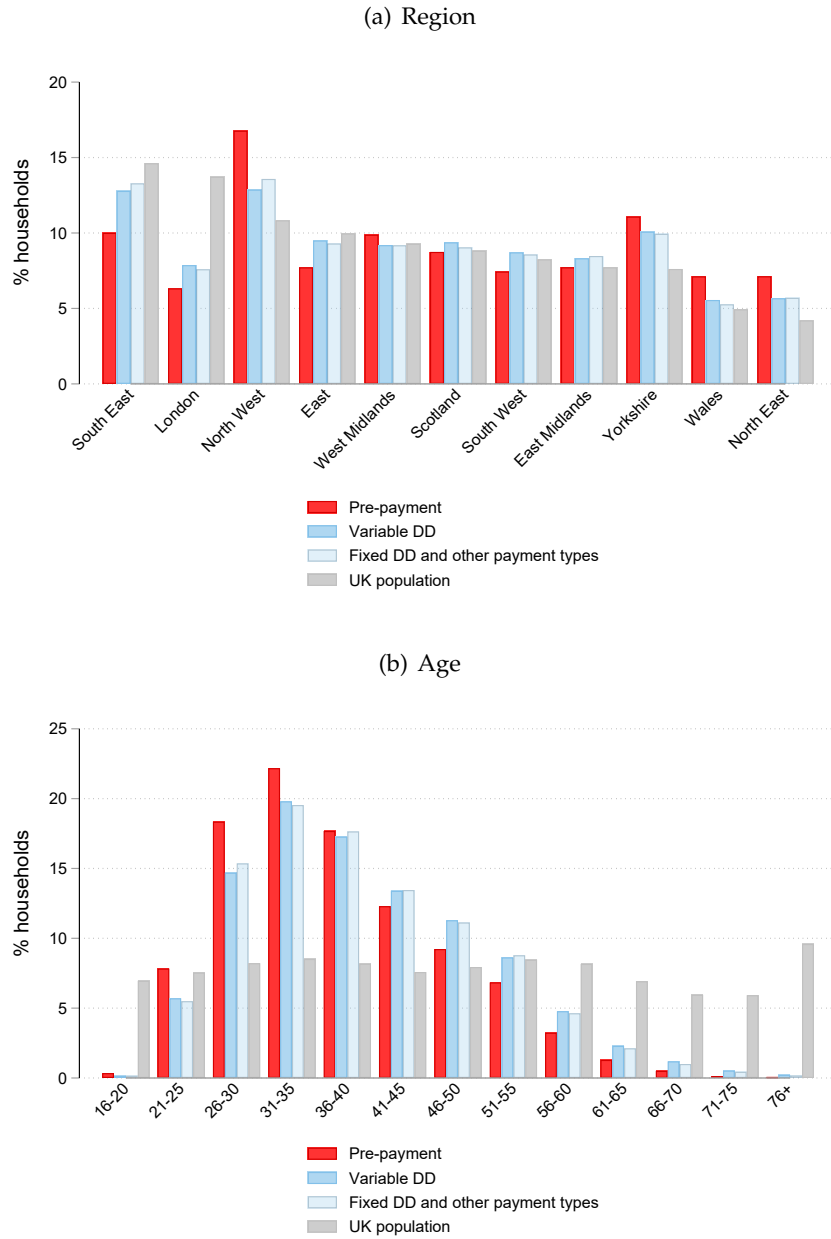 (a) Region
20
15
10
5
0
% households
South East
London
North West
East
West Midlands
Scotland
South West
East Midlands
Yorkshire
Wales
North East
Pre-payment
Variable DD
Fixed DD and other payment types
UK population
(b) Age
25
20
15
10
5
0
% households
16-20
21-25
26-30
31-35
36-40
41-45
46-50
51-55
56-60
61-65
66-70
71-75
76+
Pre-payment
Variable DD
Fixed DD and other payment types
UK population